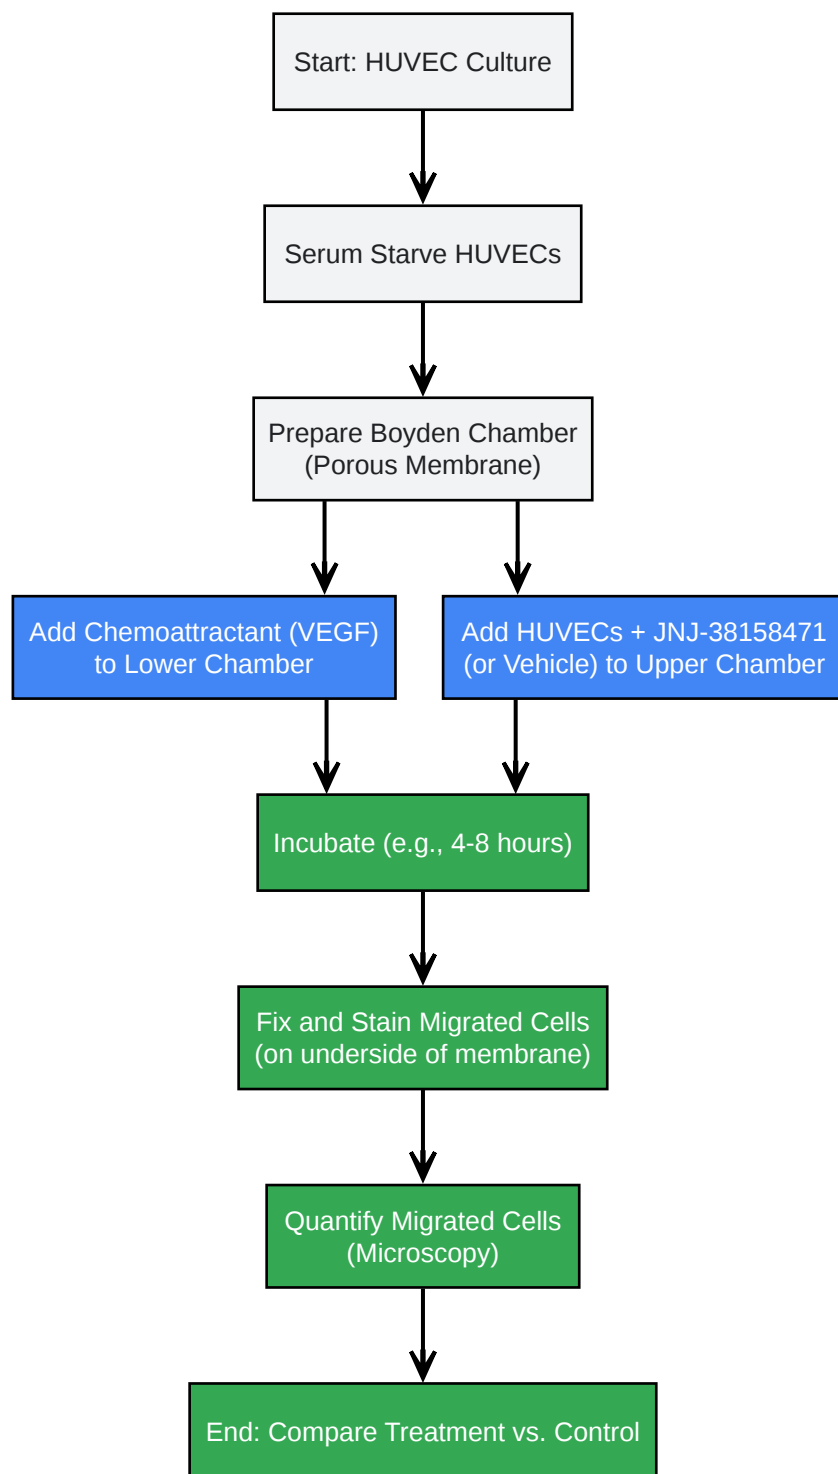 Start: HUVEC Culture
Serum Starve HUVECs
Prepare Boyden Chamber
(Porous Membrane)
Add Chemoattractant (VEGF)
to Lower Chamber
Add HUVECs + JNJ-38158471
(or Vehicle) to Upper Chamber
Incubate (e.g., 4-8 hours)
Fix and Stain Migrated Cells
(on underside of membrane)
Quantify Migrated Cells
(Microscopy)
End: Compare Treatment vs. Control